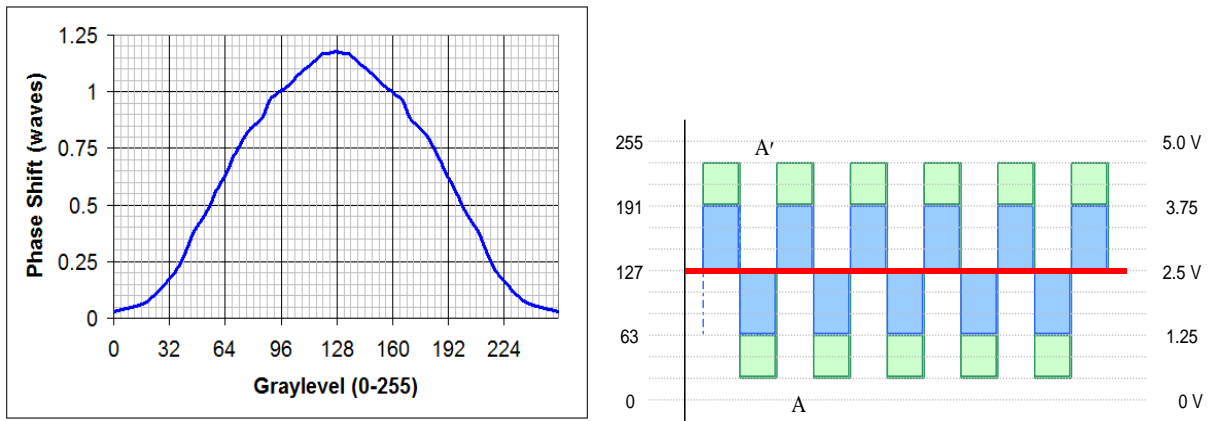 1.25
1
0.75
0.5
0.25
0
Phase Shift (waves)
0 32 64 96 128 160 192 224
Graylevel (0-255)
255 A′ 5.0 V
191 3.75
127 2.5 V
63 1.25
0 A 0 V